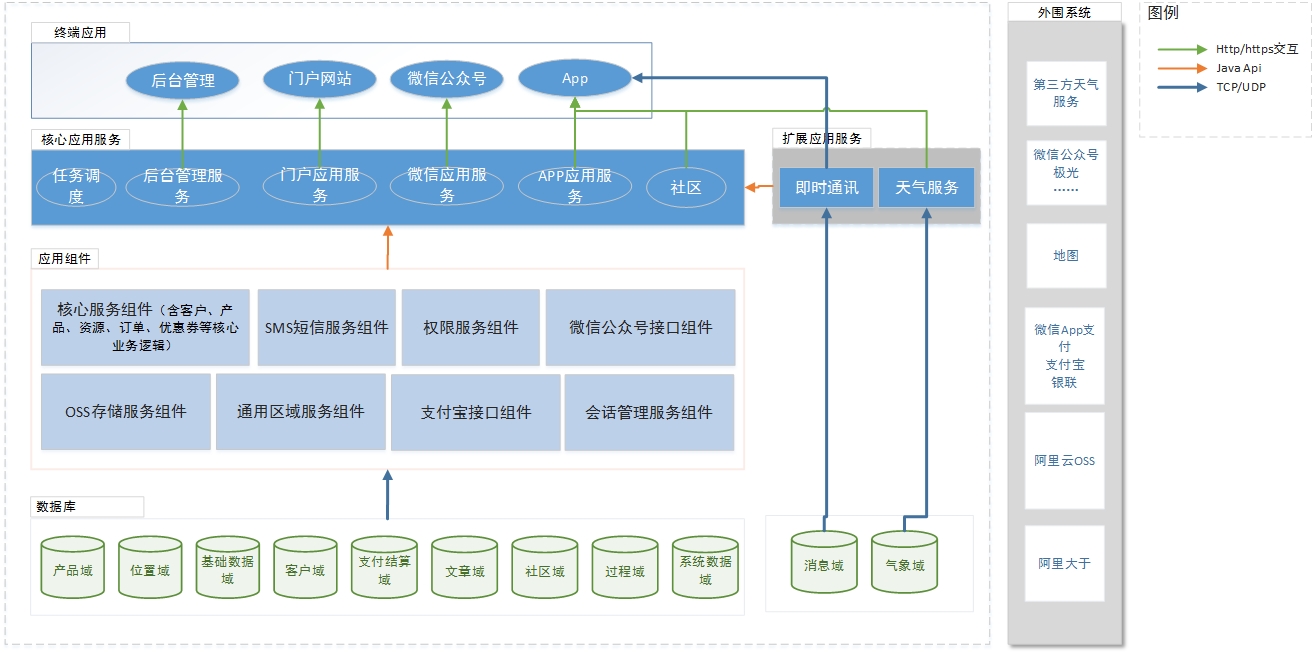 终端应用
后台管理
门户网站
微信公众号
App
核心应用服务
任务调
度
后台管理服
务
门户应用服
务
微信应用服
务
APP应用服
务
社区
扩展应用服务
即时通讯
天气服务
应用组件
核心服务组件（含客户、产
品、资源、订单、优惠券等核心
业务逻辑）
SMS短信服务组件
权限服务组件
微信公众号接口组件
OSS存储服务组件
通用区域服务组件
支付宝接口组件
会话管理服务组件
数据库
产品域
位置域
基础数据
域
客户域
支付结算
域
文章域
社区域
过程域
系统数据
域
消息域
气象域
外围系统
第三方天气
服务
微信公众号
极光
……
地图
微信App支
付
支付宝
银联
阿里云OSS
阿里大于
图例
Http/https交互
Java Api
TCP/UDP